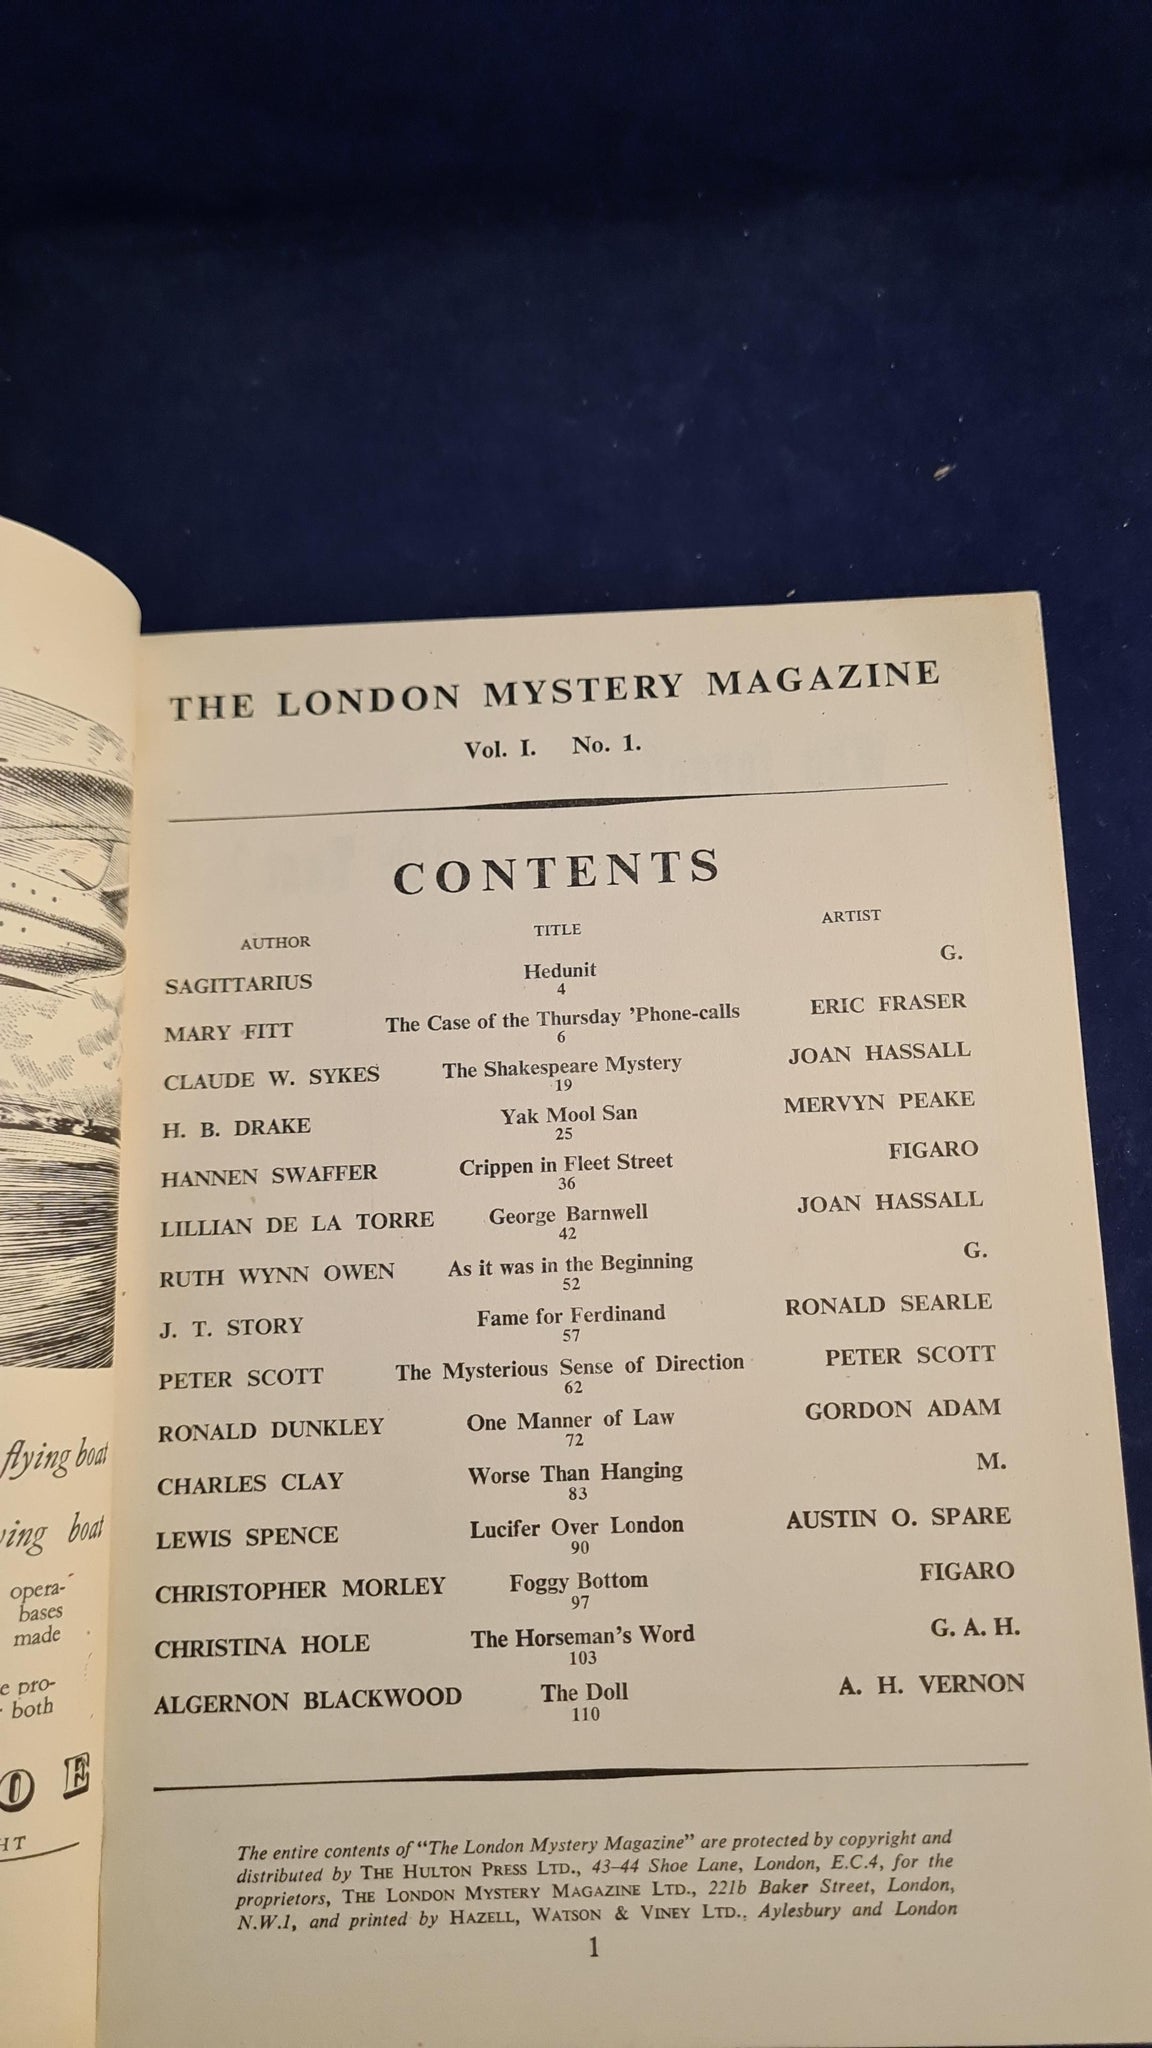 flying boat
ving boat
opera-
bases
made
e pro-
both
O E
HT
THE LONDON MYSTERY MAGAZINE
Vol. I. No. 1.
CONTENTS
AUTHOR TITLE ARTIST
SAGITTARIUS Hedunit G.
4
MARY FITT The Case of the Thursday 'Phone-calls ERIC FRASER
6
CLAUDE W. SYKES The Shakespeare Mystery JOAN HASSALL
19
H. B. DRAKE Yak Mool San MERVYN PEAKE
25
HANNEN SWAFFER Crippen in Fleet Street FIGARO
36
LILLIAN DE LA TORRE George Barnwell JOAN HASSALL
42
RUTH WYNN OWEN As it was in the Beginning G.
52
J. T. STORY Fame for Ferdinand RONALD SEARLE
57
PETER SCOTT The Mysterious Sense of Direction PETER SCOTT
62
RONALD DUNKLEY One Manner of Law GORDON ADAM
72
CHARLES CLAY Worse Than Hanging M.
83
LEWIS SPENCE Lucifer Over London AUSTIN O. SPARE
90
CHRISTOPHER MORLEY Foggy Bottom FIGARO
97
CHRISTINA HOLE The Horseman's Word G. A. H.
103
ALGERNON BLACKWOOD The Doll A. H. VERNON
110
The entire contents of "The London Mystery Magazine" are protected by copyright and
distributed by THE HULTON PRESS LTD., 43–44 Shoe Lane, London, E.C.4, for the
proprietors, THE LONDON MYSTERY MAGAZINE LTD., 221b Baker Street, London,
N.W.1, and printed by HAZELL, WATSON & VINEY LTD., Aylesbury and London
1